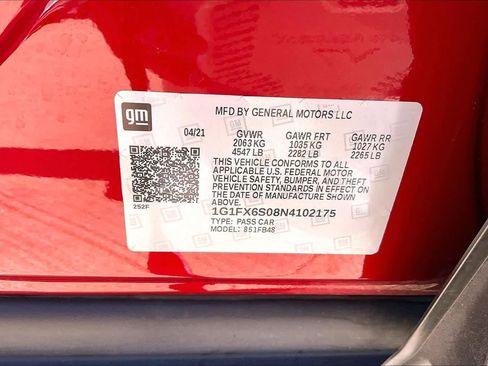 gm
MFD BY GENERAL MOTORS LLC
04/21 GVWR GAWR FRT GAWR RR
2063 KG 1035 KG 1027 KG
4547 LB 2282 LB 2265 LB
THIS VEHICLE CONFORMS TO ALL
APPLICABLE U.S. FEDERAL MOTOR
VEHICLE SAFETY, BUMPER, AND THEFT
PREVENTION STANDARDS IN EFFECT ON
THE DATE OF MANUFACTURE SHOWN
ABOVE.
252F
1G1FX6S08N4102175
TYPE: PASS CAR
MODEL: 851FB48